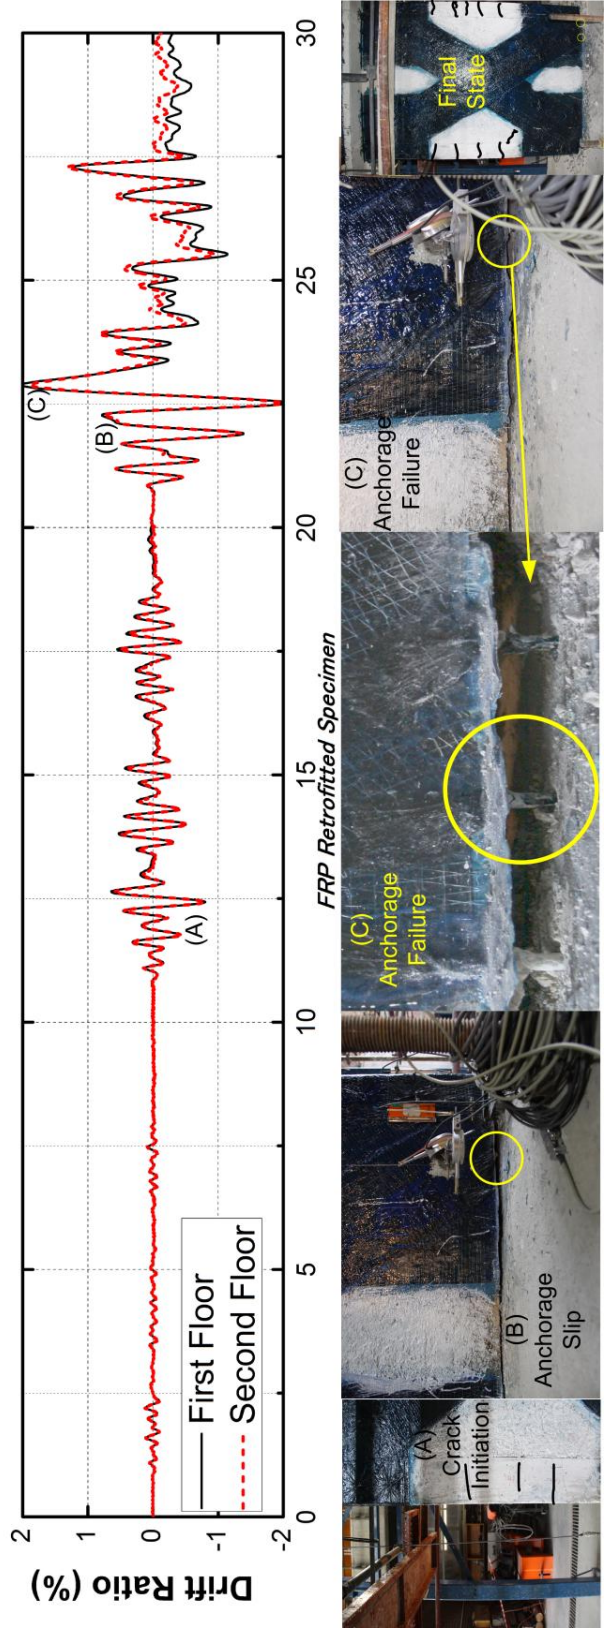 Drift Ratio (%)
2
1
0
-1
-2
(A)
(B)
(C)
First Floor
Second Floor
0
5
10
15
20
25
30
FRP Retrofitted Specimen
(A)
Crack
Initiation
(B)
Anchorage
Slip
(C)
Anchorage
Failure
(C)
Anchorage
Failure
Final
State